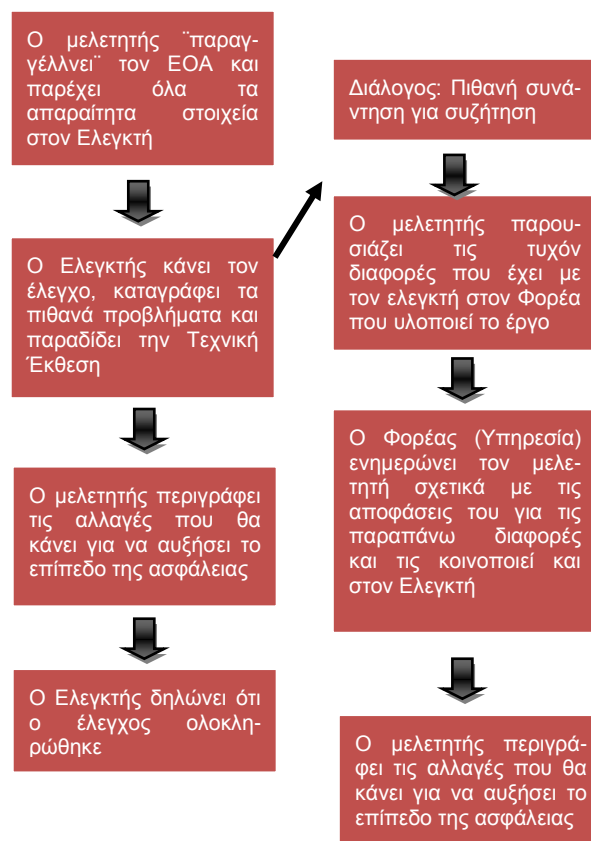 Ο μελετητής ¨παραγ-
γέλλνει¨ τον ΕΟΑ και
παρέχει όλα τα
απαραίτητα στοιχεία
στον Ελεγκτή
Ο Ελεγκτής κάνει τον
έλεγχο, καταγράφει τα
πιθανά προβλήματα και
παραδίδει την Τεχνική
Έκθεση
Ο μελετητής περιγράφει
τις αλλαγές που θα
κάνει για να αυξήσει το
επίπεδο της ασφάλειας
Ο Ελεγκτής δηλώνει ότι
ο έλεγχος ολοκλη-
ρώθηκε
Διάλογος: Πιθανή συνά-
ντηση για συζήτηση
Ο μελετητής παρου-
σιάζει τις τυχόν
διαφορές που έχει με
τον ελεγκτή στον Φορέα
που υλοποιεί το έργο
Ο Φορέας (Υπηρεσία)
ενημερώνει τον μελε-
τητή σχετικά με τις
αποφάσεις του για τις
παραπάνω διαφορές
και τις κοινοποιεί και
στον Ελεγκτή
Ο μελετητής περιγρά-
φει τις αλλαγές που θα
κάνει για να αυξήσει το
επίπεδο της ασφάλειας